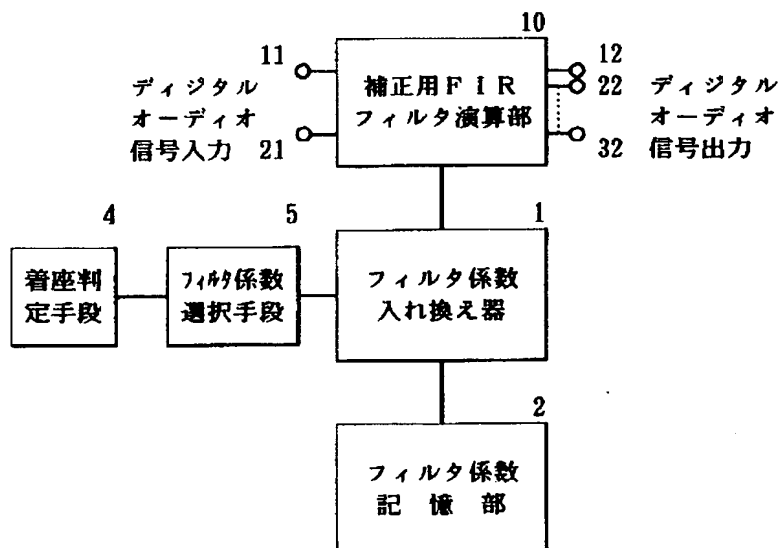 10
11
補正用FIR
フィルタ演算部
12
22
32
ディジタル
オーディオ
信号入力 21
ディジタル
オーディオ
信号出力
4
着座判
定手段
5
フィルタ係数
選択手段
1
フィルタ係数
入れ換え器
2
フィルタ係数
記憶部